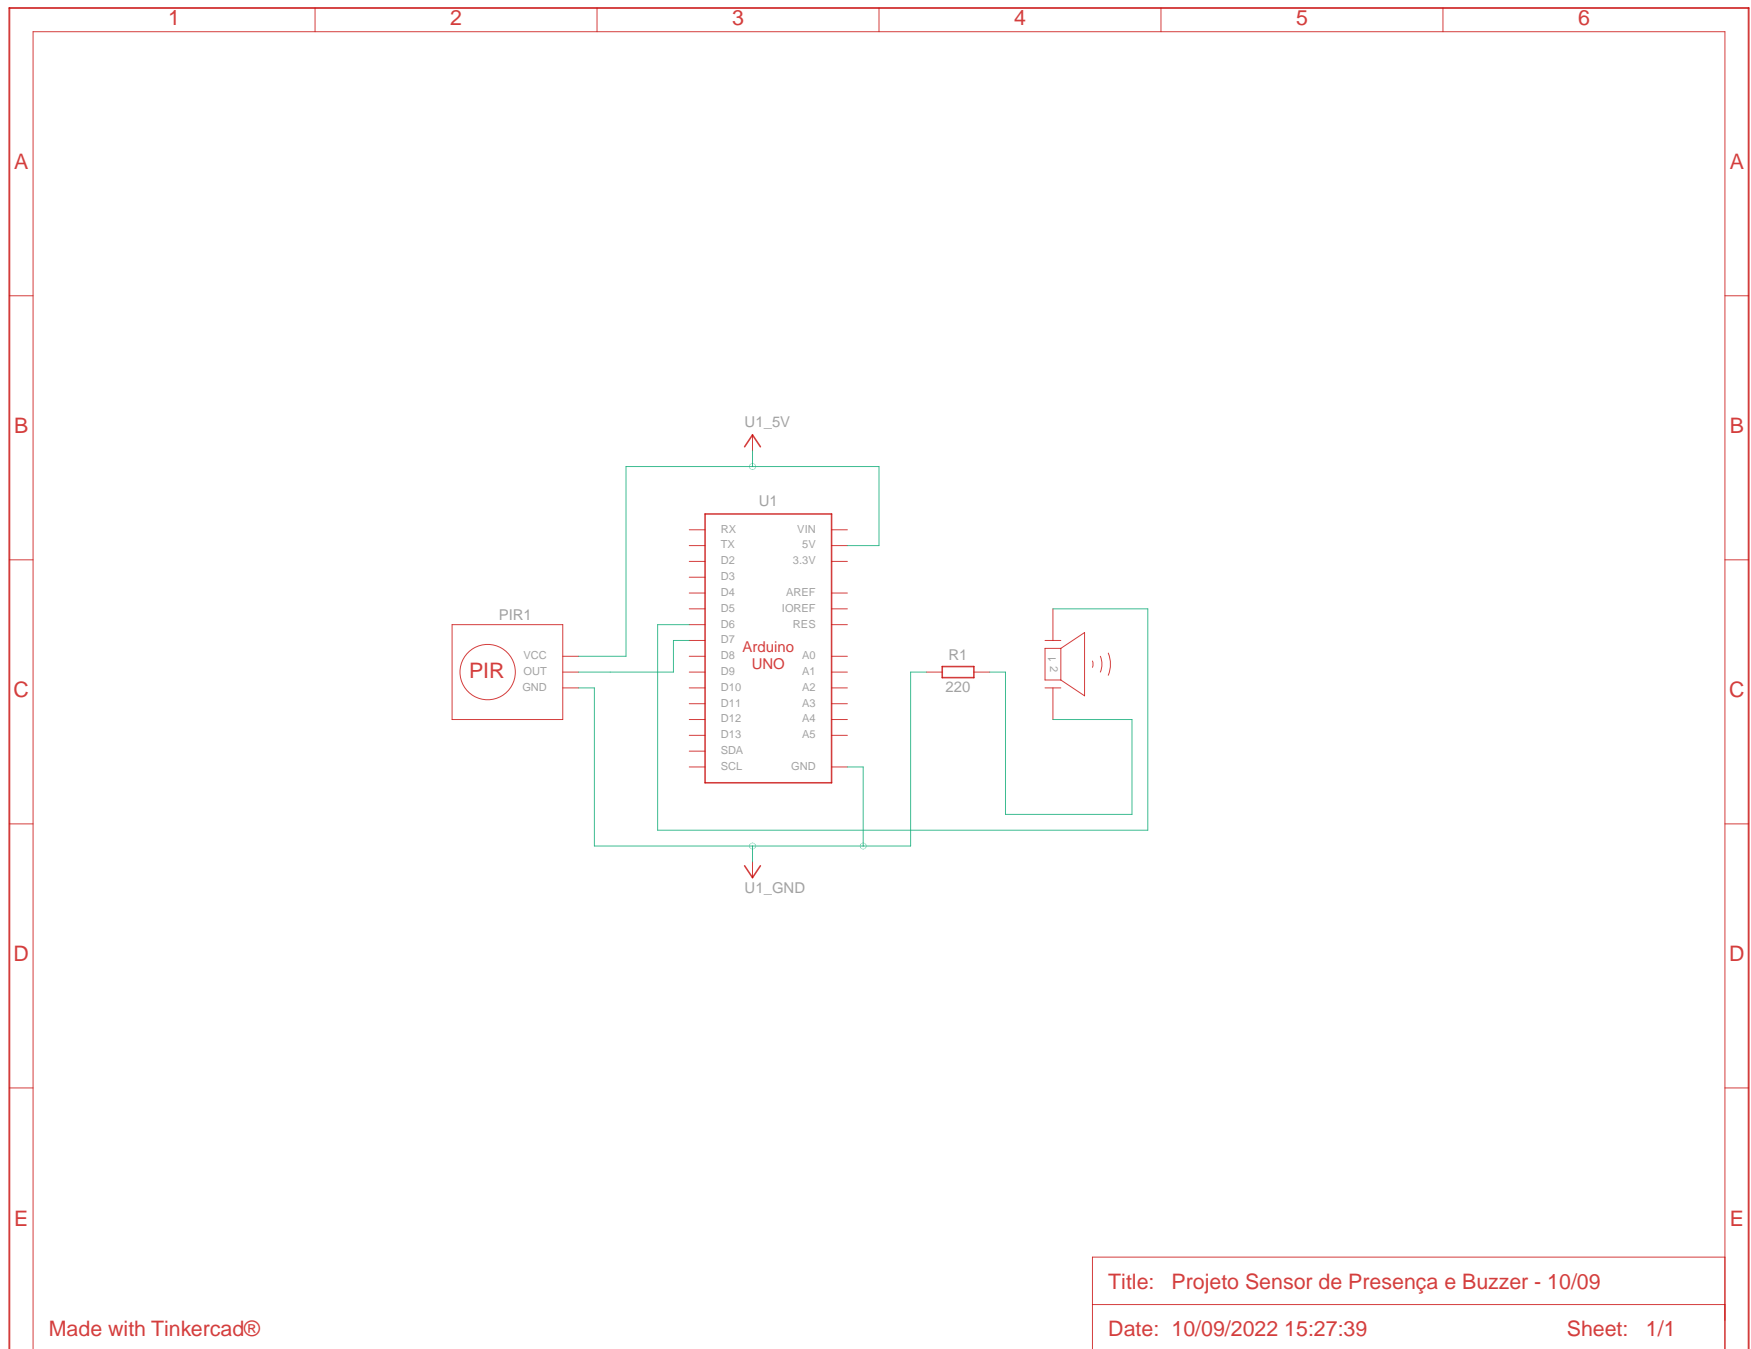 1 2 3 4 5 6
A A
B B
U1_5V
U1
RX VIN
TX 5V
D2 3.3V
D3
D4 AREF
D5 IOREF
PIR1
D6 RES
D7
Arduino
UNO
D8 A0
D9 A1
D10 A2
D11 A3
D12 A4
D13 A5
SDA
SCL GND
VCC
PIR OUT
GND
R1
220
1 2
C C
U1_GND
D D
E E
Title: Projeto Sensor de Presença e Buzzer - 10/09
Made with Tinkercad®
Date: 10/09/2022 15:27:39 Sheet: 1/1